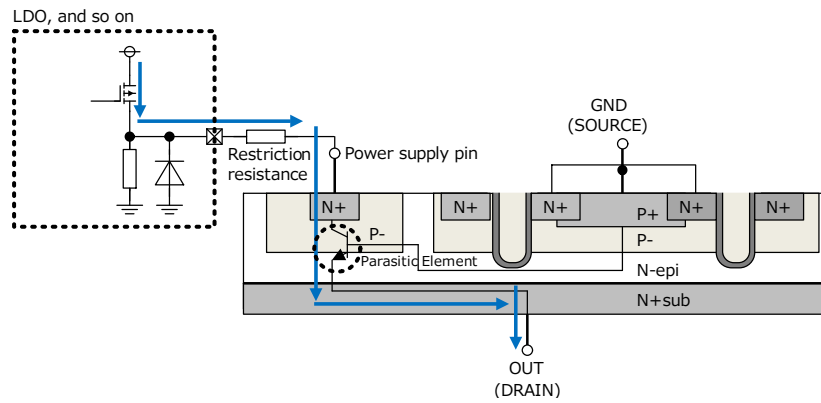 LDO, and so on
Restriction
resistance
Power supply pin
GND
(SOURCE)
N+
P-
Parasitic Element
N+
N+
P+
N+
N+
P-
N-epi
N+sub
OUT
(DRAIN)